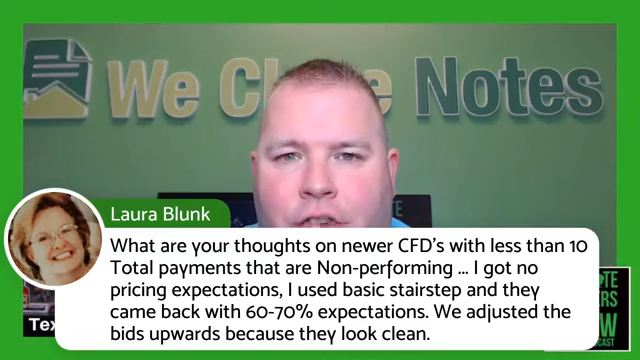 We Cl e Notes
Laura Blunk
What are your thoughts on newer CFD's with less than 10
Total payments that are Non-performing ... I got no
pricing expectations, I used basic stairstep and they
came back with 60-70% expectations. We adjusted the
bids upwards because they look clean.
Tex